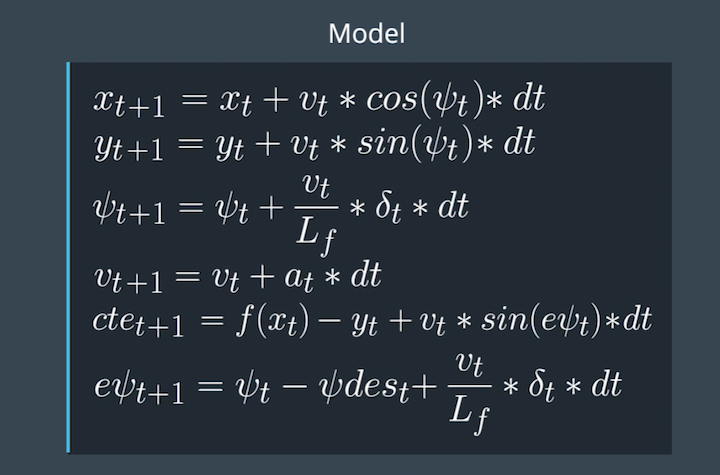 Model
x_{t+1} = x_t + v_t * cos(ψ_t) * dt
y_{t+1} = y_t + v_t * sin(ψ_t) * dt
ψ_{t+1} = ψ_t + \frac{v_t}{L_f} * δ_t * dt
v_{t+1} = v_t + a_t * dt
cte_{t+1} = f(x_t) − y_t + v_t * sin(eψ_t) * dt
eψ_{t+1} = ψ_t − ψdes_t + \frac{v_t}{L_f} * δ_t * dt